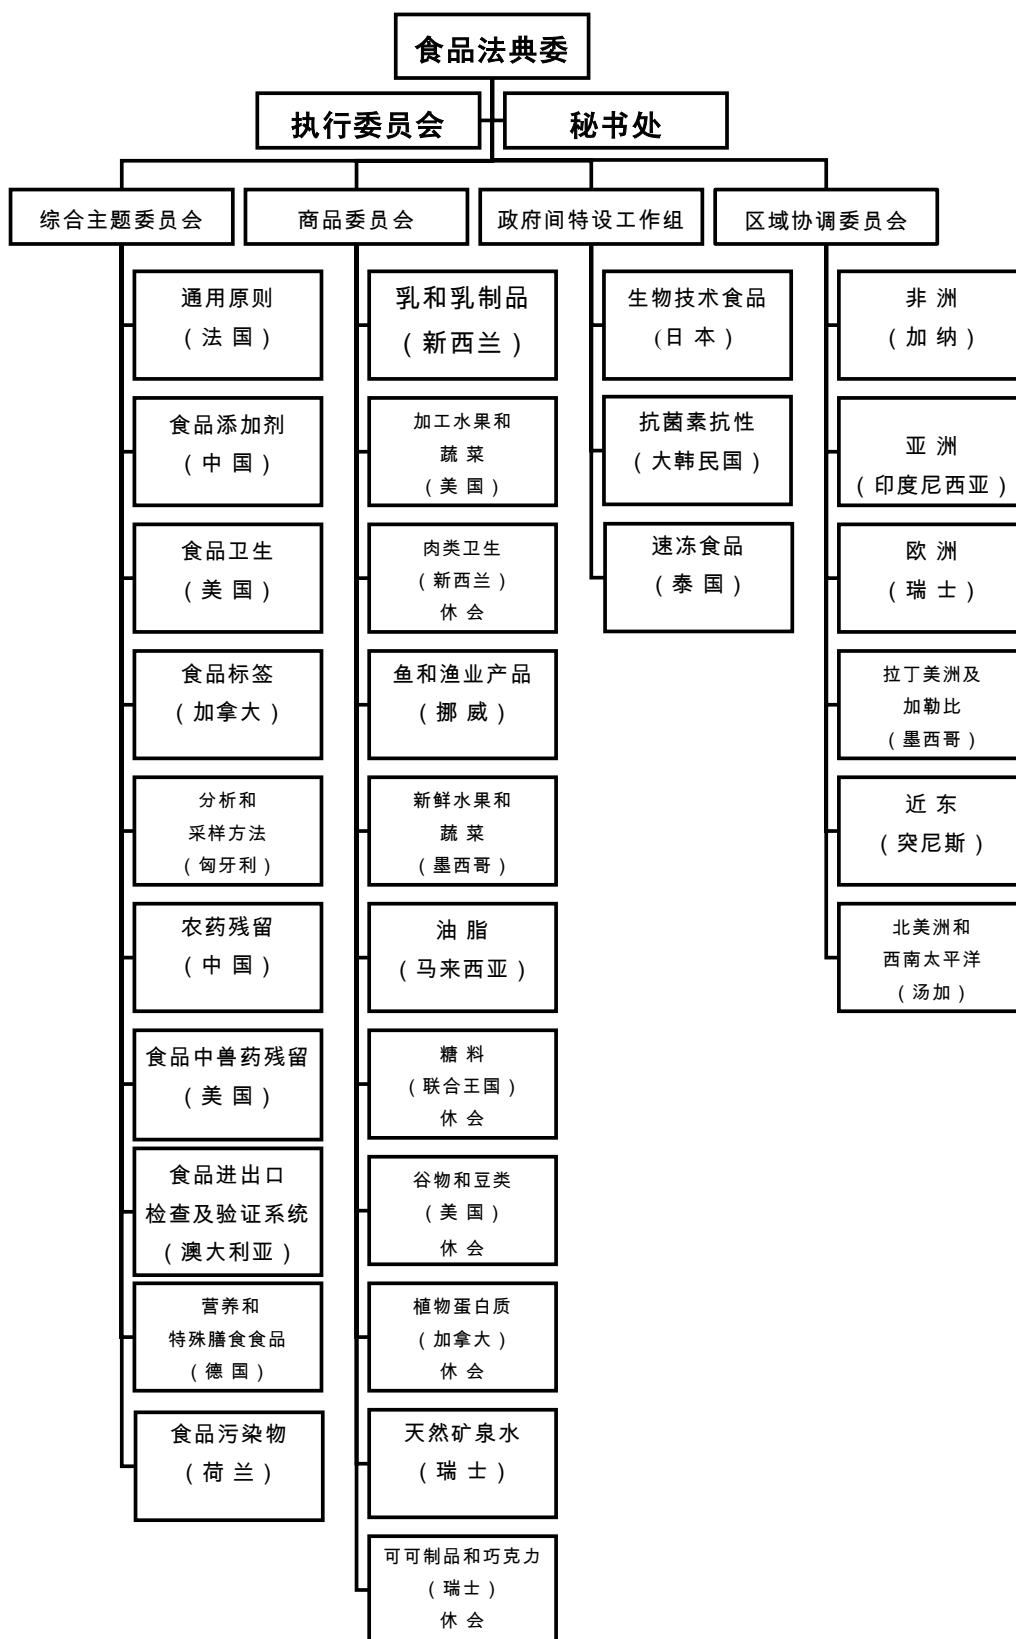 食品法典委
执行委员会
秘书处
综合主题委员会
商品委员会
政府间特设工作组
区域协调委员会
通用原则
（法 国）
食品添加剂
（中 国）
食品卫生
（美 国）
食品标签
（加拿大）
分析和
采样方法
（匈牙利）
农药残留
（中 国）
食品中兽药残留
（美 国）
食品进出口
检查及验证系统
（澳大利亚）
营养和
特殊膳食食品
（德 国）
食品污染物
（荷 兰）
乳和乳制品
（新西兰）
加工水果和
蔬 菜
（美 国）
肉类卫生
（新西兰）
休 会
鱼和渔业产品
（挪 威）
新鲜水果和
蔬 菜
（墨西哥）
油 脂
（马来西亚）
糖 料
（联合王国）
休 会
谷物和豆类
（美 国）
休 会
植物蛋白质
（加拿大）
休 会
天然矿泉水
（瑞 士）
可可制品和巧克力
（瑞士）
休 会
生物技术食品
（日 本）
抗菌素抗性
（大韩民国）
速冻食品
（泰 国）
非 洲
（加 纳）
亚 洲
（印度尼西亚）
欧 洲
（瑞 士）
拉丁美洲及
加勒比
（墨西哥）
近 东
（突尼斯）
北美洲和
西南太平洋
（汤加）